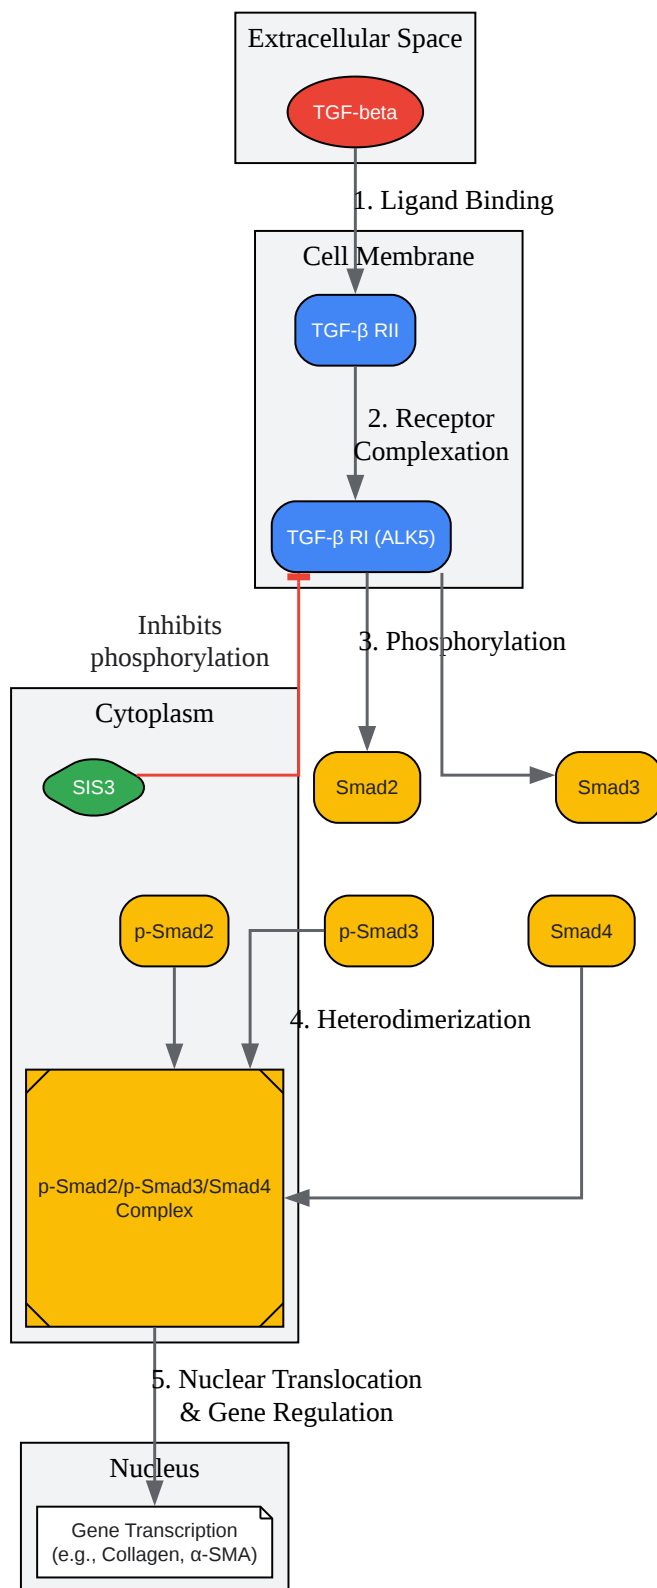 Extracellular Space
TGF-beta
1. Ligand Binding
Cell Membrane
TGF-β RII
2. Receptor
Complexation
TGF-β RI (ALK5)
Inhibits
phosphorylation
3. Phosphorylation
Cytoplasm
SIS3
Smad2
Smad3
p-Smad2
p-Smad3
Smad4
4. Heterodimerization
p-Smad2/p-Smad3/Smad4
Complex
5. Nuclear Translocation
& Gene Regulation
Nucleus
Gene Transcription
(e.g., Collagen, α-SMA)